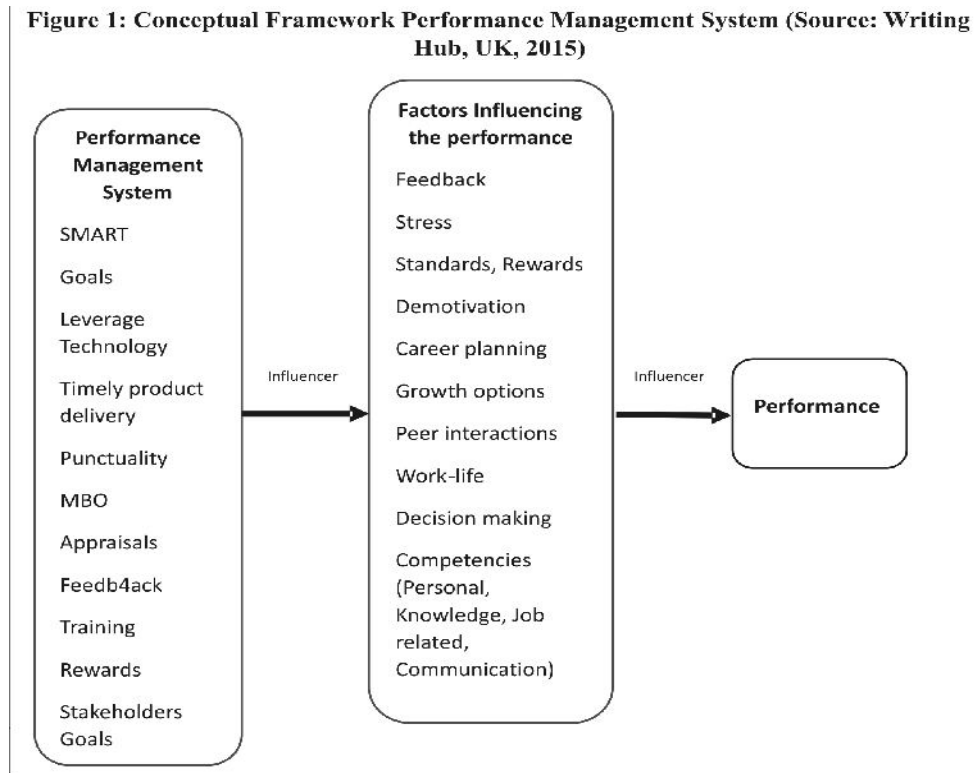 Figure 1: Conceptual Framework Performance Management System (Source: Writing
Hub, UK, 2015)
Performance
Management
System
SMART
Goals
Leverage
Technology
Timely product
delivery
Punctuality
MBO
Appraisals
Feedb4ack
Training
Rewards
Stakeholders
Goals
Influencer
Factors Influencing
the performance
Feedback
Stress
Standards, Rewards
Demotivation
Career planning
Growth options
Peer interactions
Work-life
Decision making
Competencies
(Personal,
Knowledge, Job
related,
Communication)
Influencer
Performance